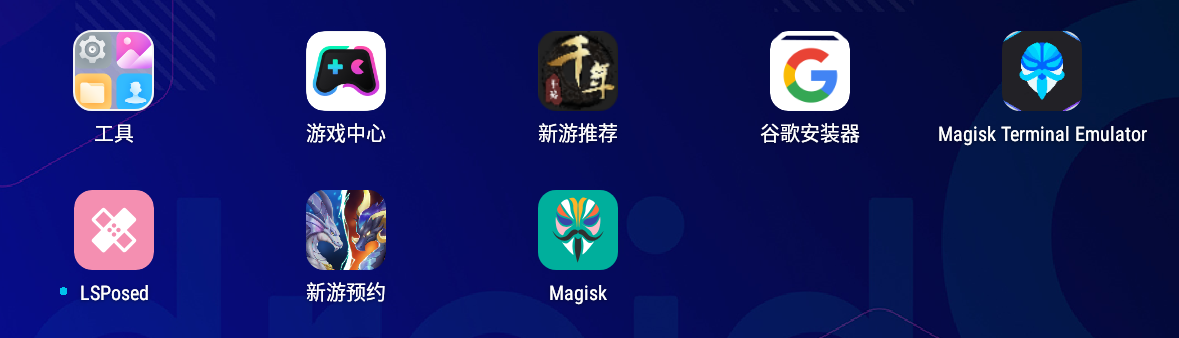 工具
游戏中心
千年
新游推荐
谷歌安装器
Magisk Terminal Emulator
LSPosed
新游预约
Magisk
droid